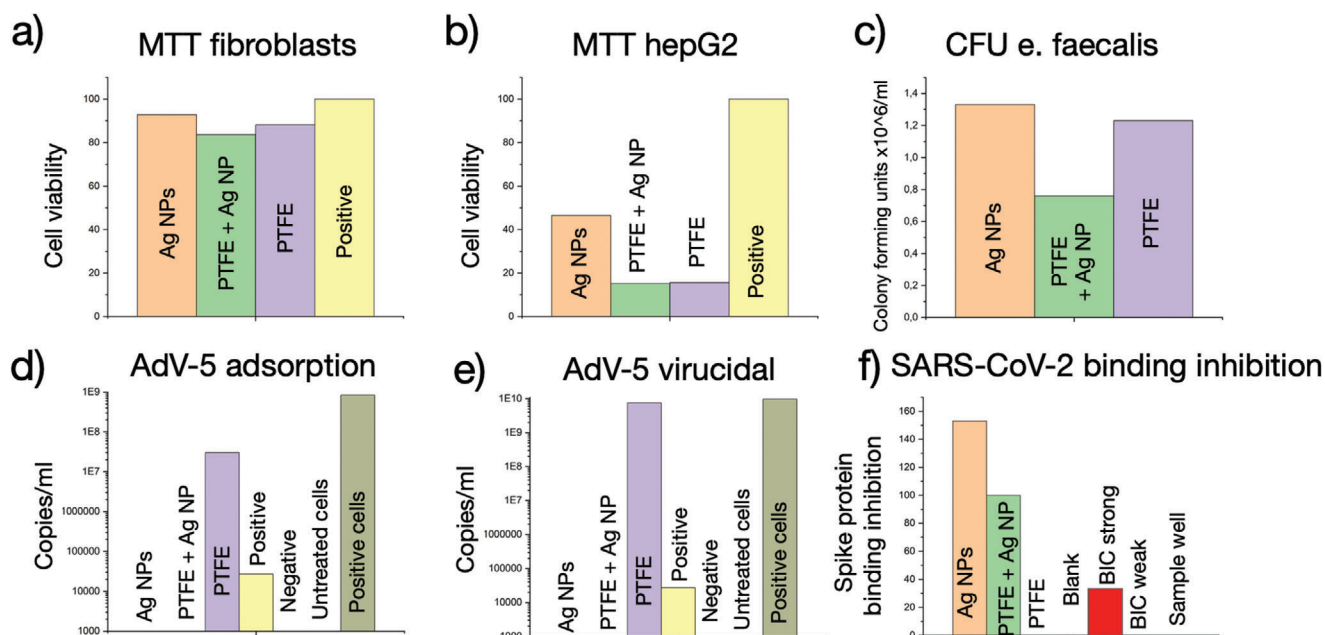 a)
MTT fibroblasts
Cell viability
100
80
60
40
20
0
Ag NPs
PTFE + Ag NP
PTFE
Positive
b)
MTT hepG2
Cell viability
100
80
60
40
20
0
Ag NPs
PTFE + Ag NP
PTFE
Positive
c)
CFU e. faecalis
Colony forming units x10^6/ml
1,4
1,2
1,0
0,8
0,6
0,4
0,2
0,0
Ag NPs
PTFE
+ Ag NP
PTFE
d)
AdV-5 adsorption
Copies/ml
1E9
1E8
1E7
1000000
100000
10000
1000
Ag NPs
PTFE + Ag NP
PTFE
Positive
Negative
Untreated cells
Positive cells
e)
AdV-5 virucidal
Copies/ml
1E10
1E9
1E8
1E7
1000000
100000
10000
1000
Ag NPs
PTFE + Ag NP
PTFE
Positive
Negative
Untreated cells
Positive cells
f)
SARS-CoV-2 binding inhibition
Spike protein
binding inhibition
160
140
120
100
80
60
40
20
0
Ag NPs
PTFE + Ag NP
PTFE
Blank
BIC strong
BIC weak
Sample well